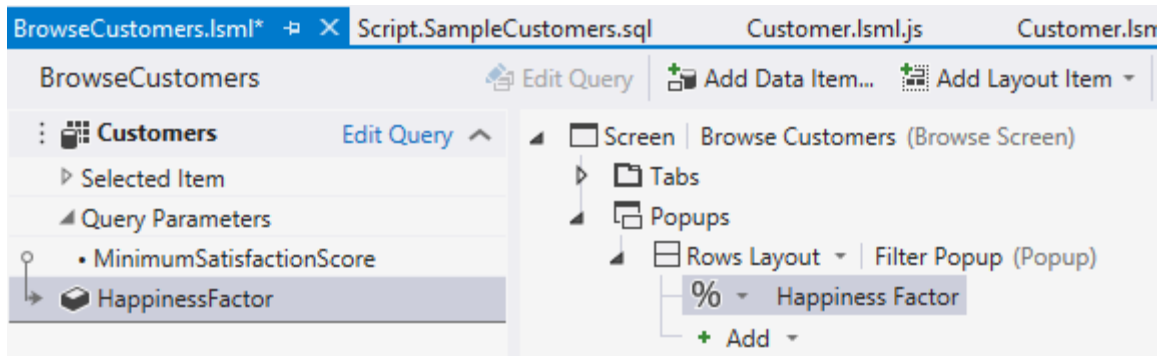 BrowseCustomers.lsml* Script.SampleCustomers.sql Customer.lsml.js Customer.lsm
BrowseCustomers Edit Query Add Data Item... Add Layout Item
Customers Edit Query
Selected Item
Query Parameters
• MinimumSatisfactionScore
HappinessFactor
Screen | Browse Customers (Browse Screen)
Tabs
Popups
Rows Layout | Filter Popup (Popup)
% Happiness Factor
+ Add